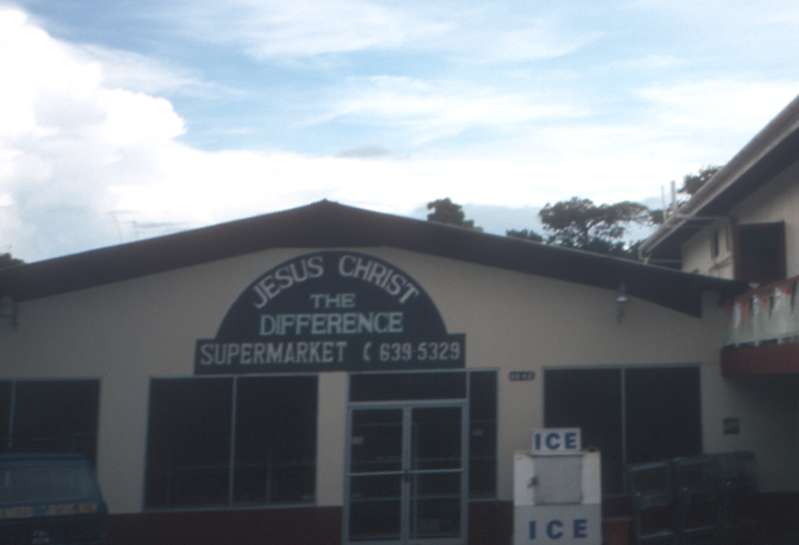 JESUS CHRIST
THE
DIFFERENCE
SUPERMARKET ( 639 5329
ICE
ICE